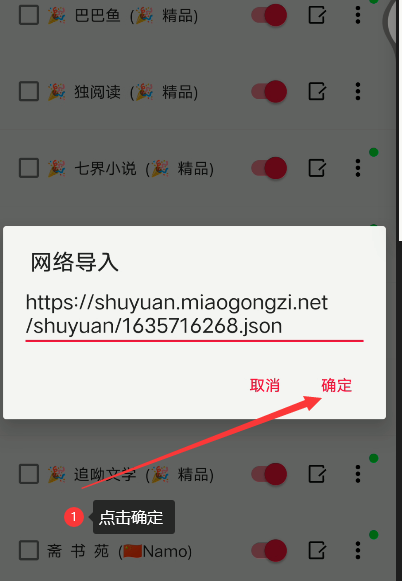 巴巴鱼 (🎉 精品)
独阅读 (🎉 精品)
七界小说 (🎉 精品)
网络导入
https://shuyuan.miaogongzi.net
/shuyuan/1635716268.json
取消 确定
追呦文学 (🎉 精品)
1 点击确定
斋 书 苑 (🇨🇳Namo)